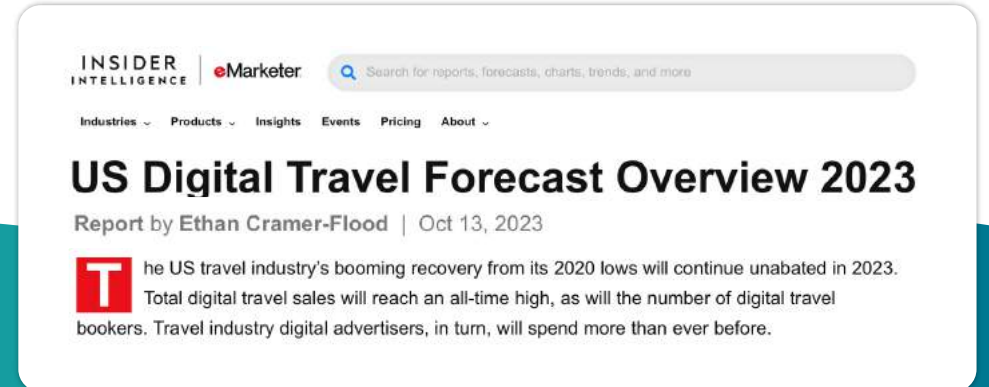 INSIDER
INTELLIGENCE
eMarketer
Search for reports, forecasts, charts, trends, and more
Industries Products Insights Events Pricing About
US Digital Travel Forecast Overview 2023
Report by Ethan Cramer-Flood | Oct 13, 2023
The US travel industry's booming recovery from its 2020 lows will continue unabated in 2023.
Total digital travel sales will reach an all-time high, as will the number of digital travel
bookers. Travel industry digital advertisers, in turn, will spend more than ever before.